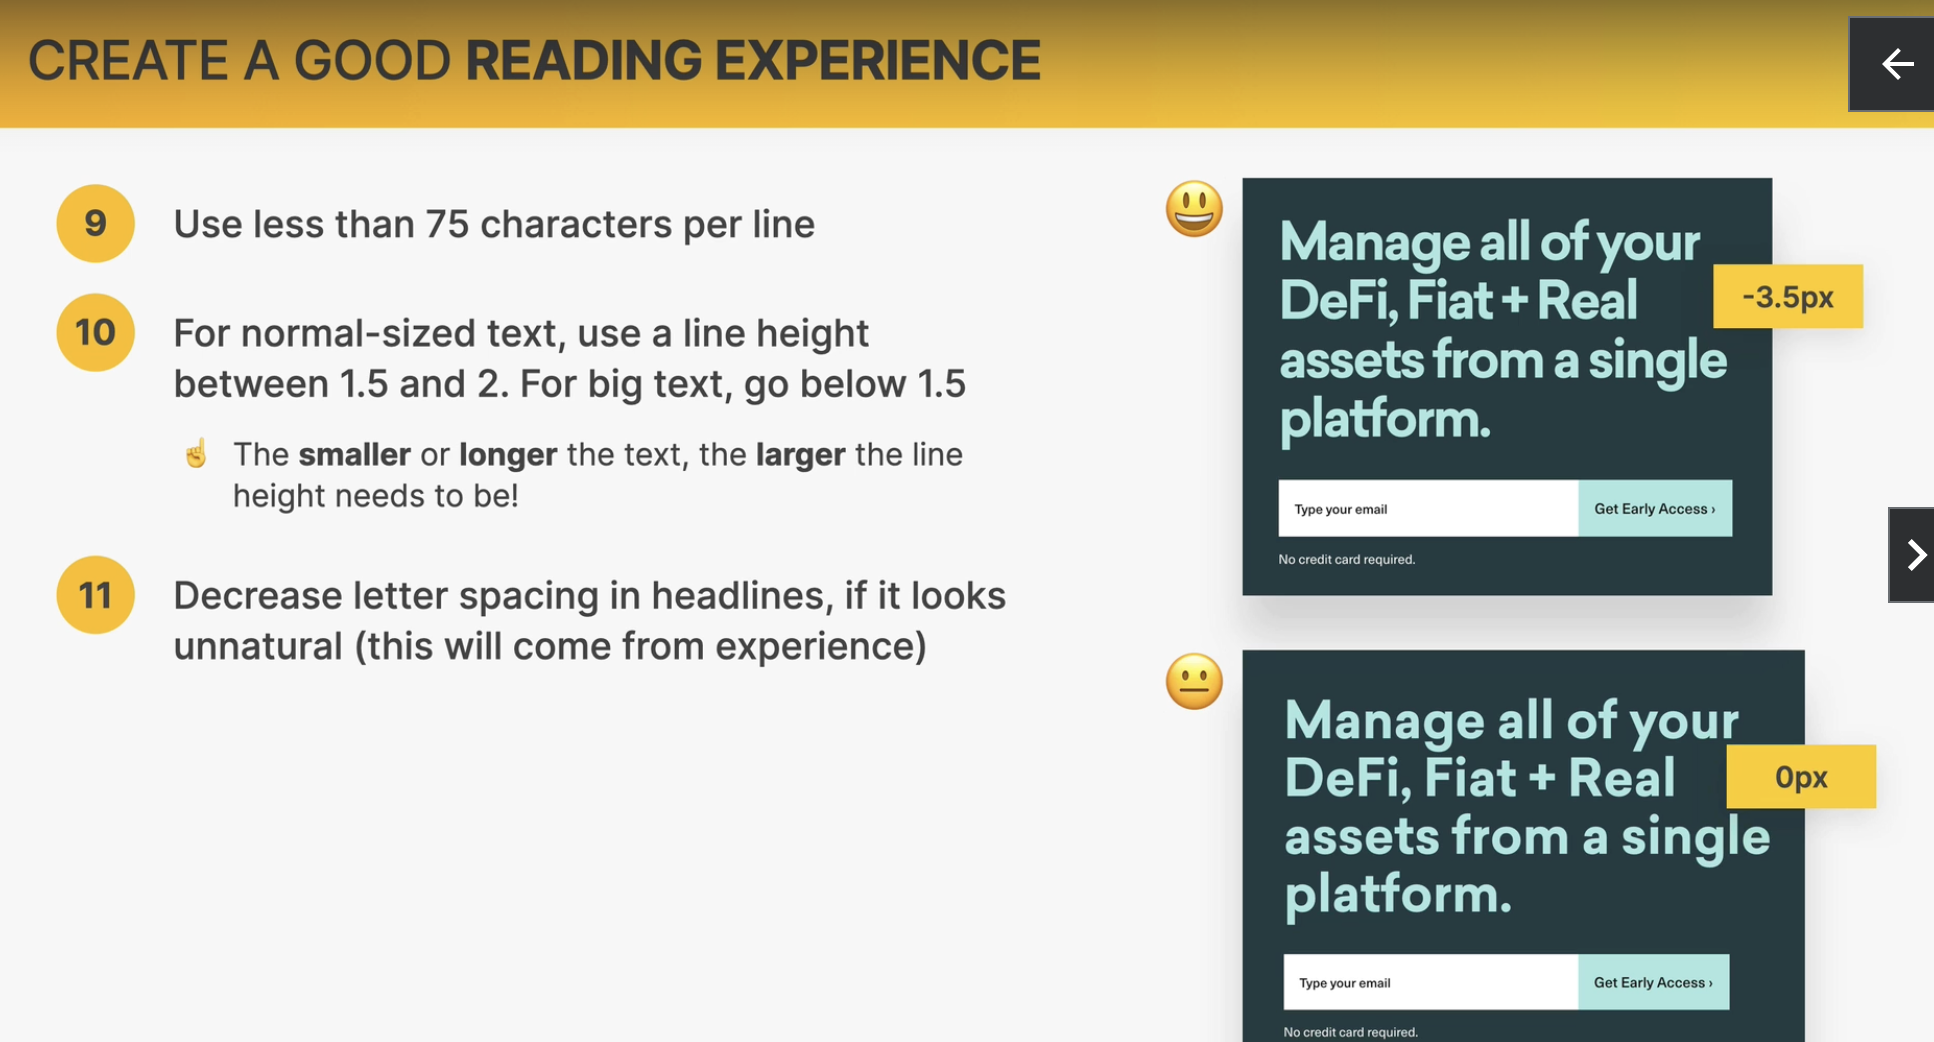 CREATE A GOOD READING EXPERIENCE
9
Use less than 75 characters per line
10
For normal-sized text, use a line height
between 1.5 and 2. For big text, go below 1.5
The smaller or longer the text, the larger the line
height needs to be!
11
Decrease letter spacing in headlines, if it looks
unnatural (this will come from experience)
Manage all of your
DeFi, Fiat + Real
assets from a single
platform.
-3.5px
Type your email
Get Early Access ›
No credit card required.
Manage all of your
DeFi, Fiat + Real
assets from a single
platform.
0px
Type your email
Get Early Access ›
No credit card required.